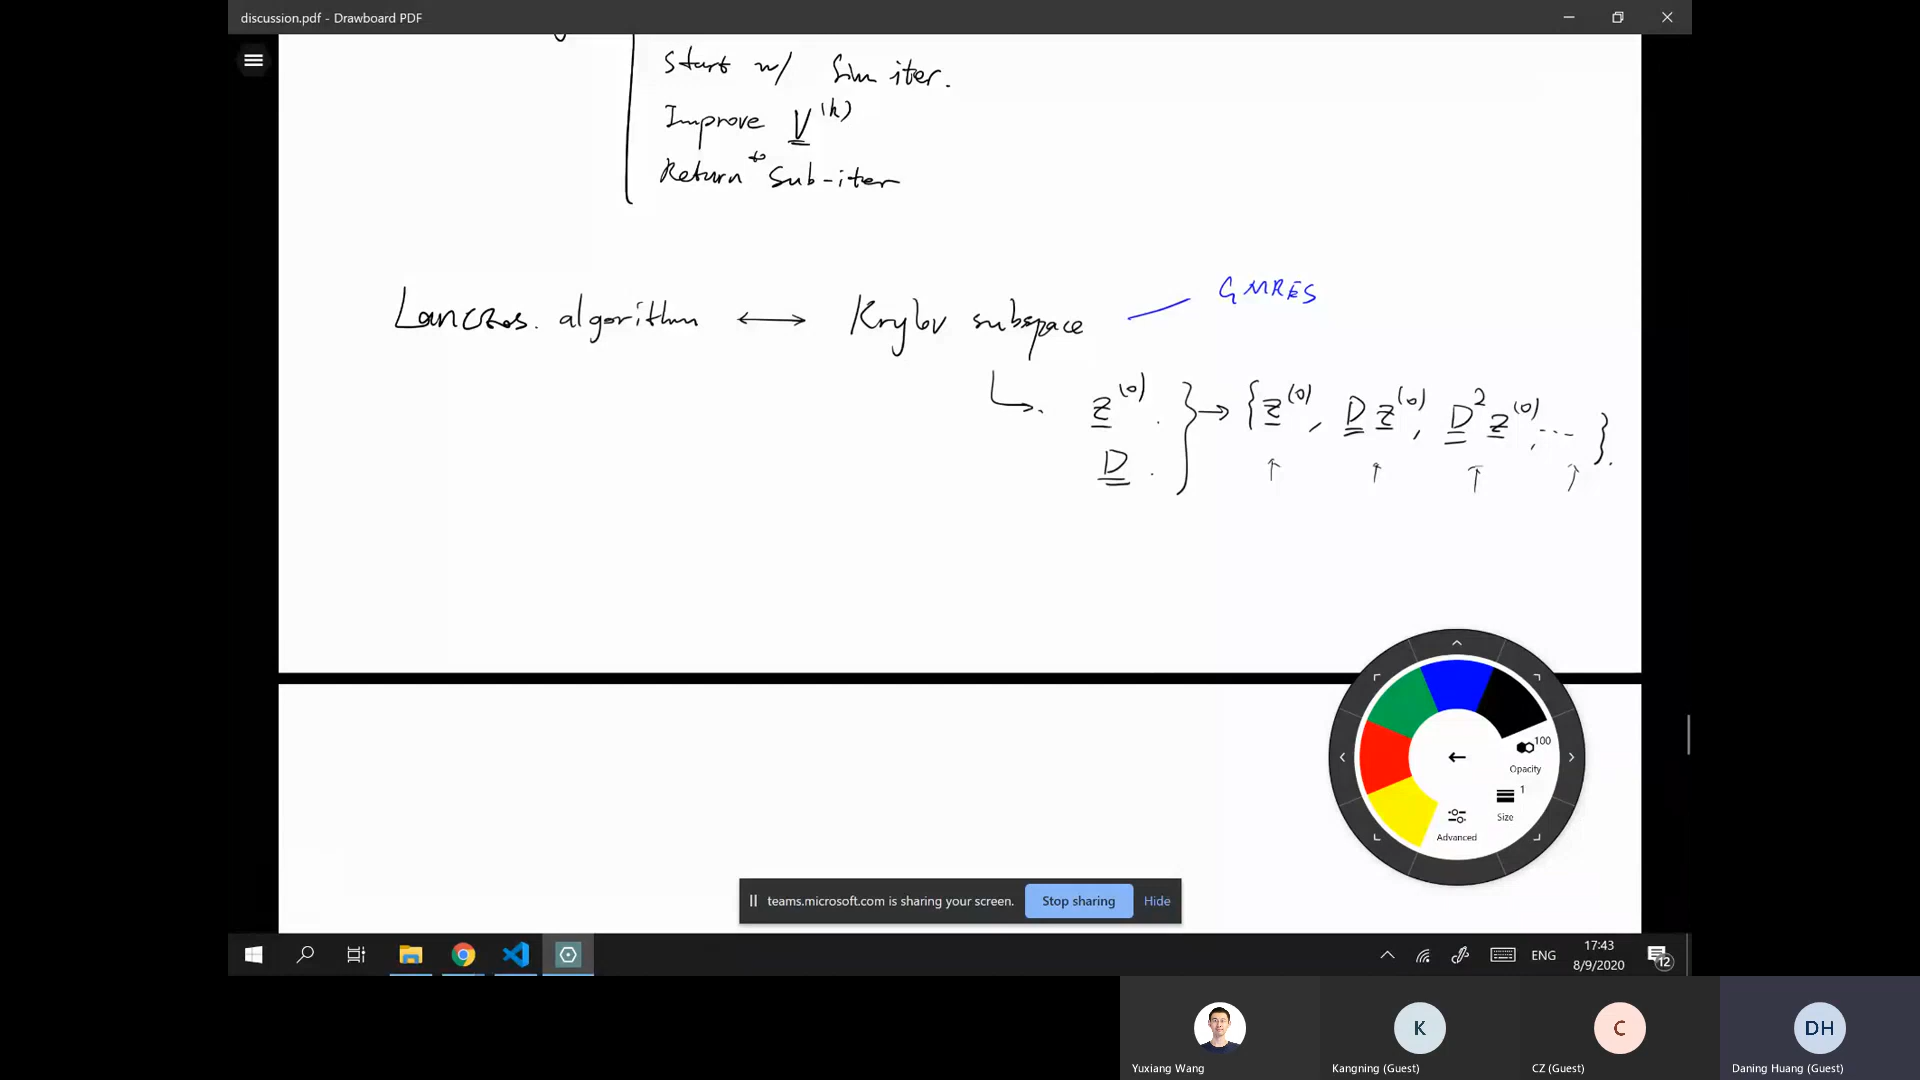 discussion.pdf - Drawboard PDF
Start w/ Sim iter.
Improve V^(k)
Return to Sub-iter
Lanczos. algorithm ⟷ Krylov subspace
GMRES
z^(0) . } → { z^(0), D z^(0), D^2 z^(0), ... }.
D .
100
Opacity
1
Size
Advanced
teams.microsoft.com is sharing your screen.
Stop sharing
Hide
ENG
17:43
8/9/2020
12
K
C
DH
Yuxiang Wang
Kangning (Guest)
CZ (Guest)
Daning Huang (Guest)